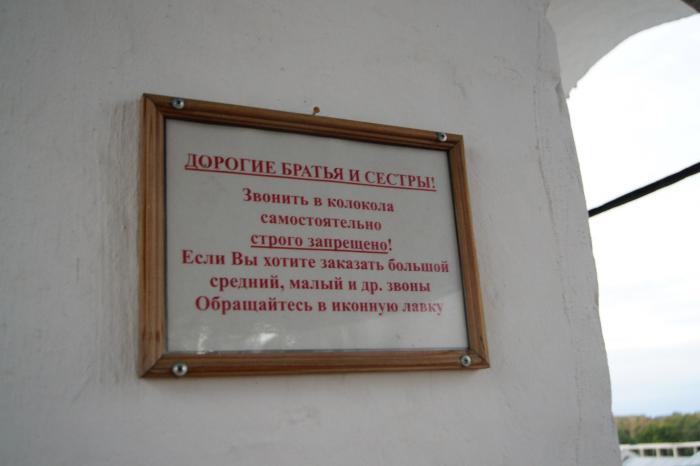 ДОРОГИЕ БРАТЬЯ И СЕСТРЫ!
Звонить в колокола
самостоятельно
строго запрещено!
Если Вы хотите заказать большой
средний, малый и др. звоны
Обращайтесь в иконную лавку